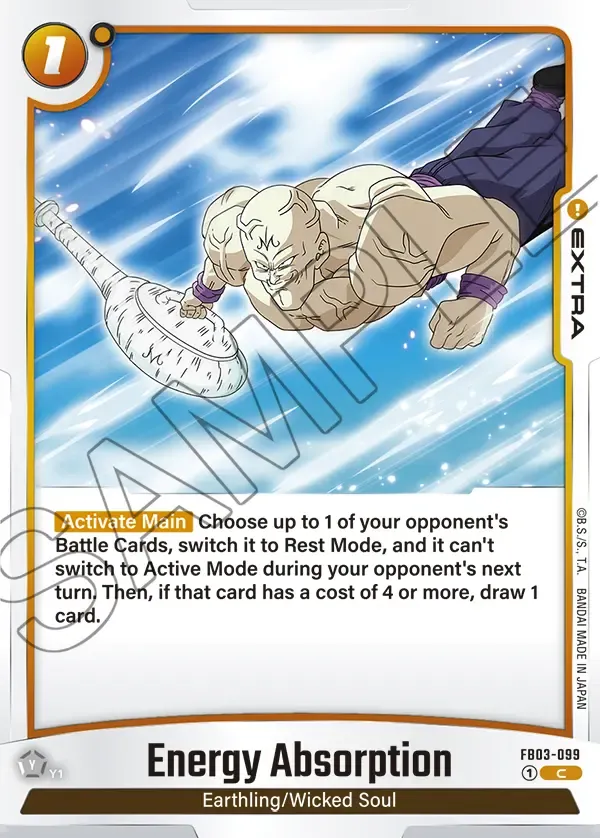 1
EXTRA
SAMPLE
Activate Main Choose up to 1 of your opponent's
Battle Cards, switch it to Rest Mode, and it can't
switch to Active Mode during your opponent's next
turn. Then, if that card has a cost of 4 or more, draw 1
card.
©B.S./S., T.A. BANDAI MADE IN JAPAN
Y Y1
Energy Absorption
FB03-099
1 C
Earthling/Wicked Soul